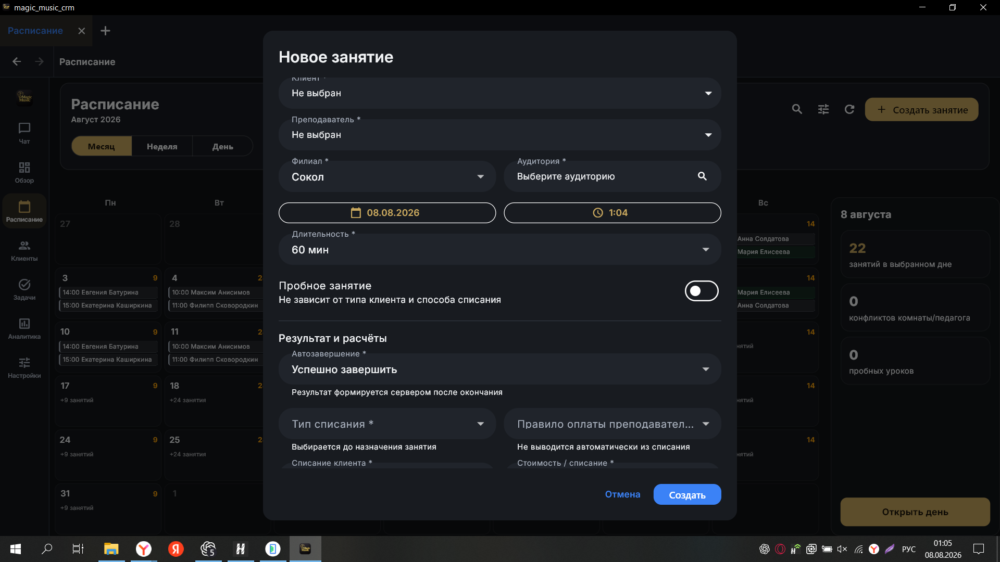 magic_music_crm
Расписание
Расписание
Новое занятие
Клиент *
Не выбран
Преподаватель *
Не выбран
Филиал *
Сокол
Аудитория *
Выберите аудиторию
08.08.2026
1:04
Длительность *
60 мин
Пробное занятие
Не зависит от типа клиента и способа списания
Результат и расчёты
Автозавершение *
Успешно завершить
Результат формируется сервером после окончания
Тип списания *
Выбирается до назначения занятия
Правило оплаты преподавател...
Не выводится автоматически из списания
Списание клиента *
Стоимость / списание *
Отмена
Создать
Magic Music
Чат
Обзор
Расписание
Клиенты
Задачи
Аналитика
Настройки
Расписание
Август 2026
Месяц
Неделя
День
Создать занятие
Пн
Вт
Вс
27
28
14
Анна Солдатова
Мария Елисеева
3
9
14:00 Евгения Батурина
15:00 Екатерина Каширкина
4
10:00 Максим Анисимов
11:00 Филипп Сковородкин
14
Мария Елисеева
Анна Солдатова
10
9
14:00 Евгения Батурина
15:00 Екатерина Каширкина
11
10:00 Максим Анисимов
11:00 Филипп Сковородкин
14
нятий
17
9
+9 занятий
18
+24 занятия
14
нятий
24
9
+9 занятий
25
+24 занятия
14
нятий
31
9
+9 занятий
1
8 августа
22
занятий в выбранном дне
0
конфликтов комнаты/педагога
0
пробных уроков
Открыть день
РУС
01:05
08.08.2026